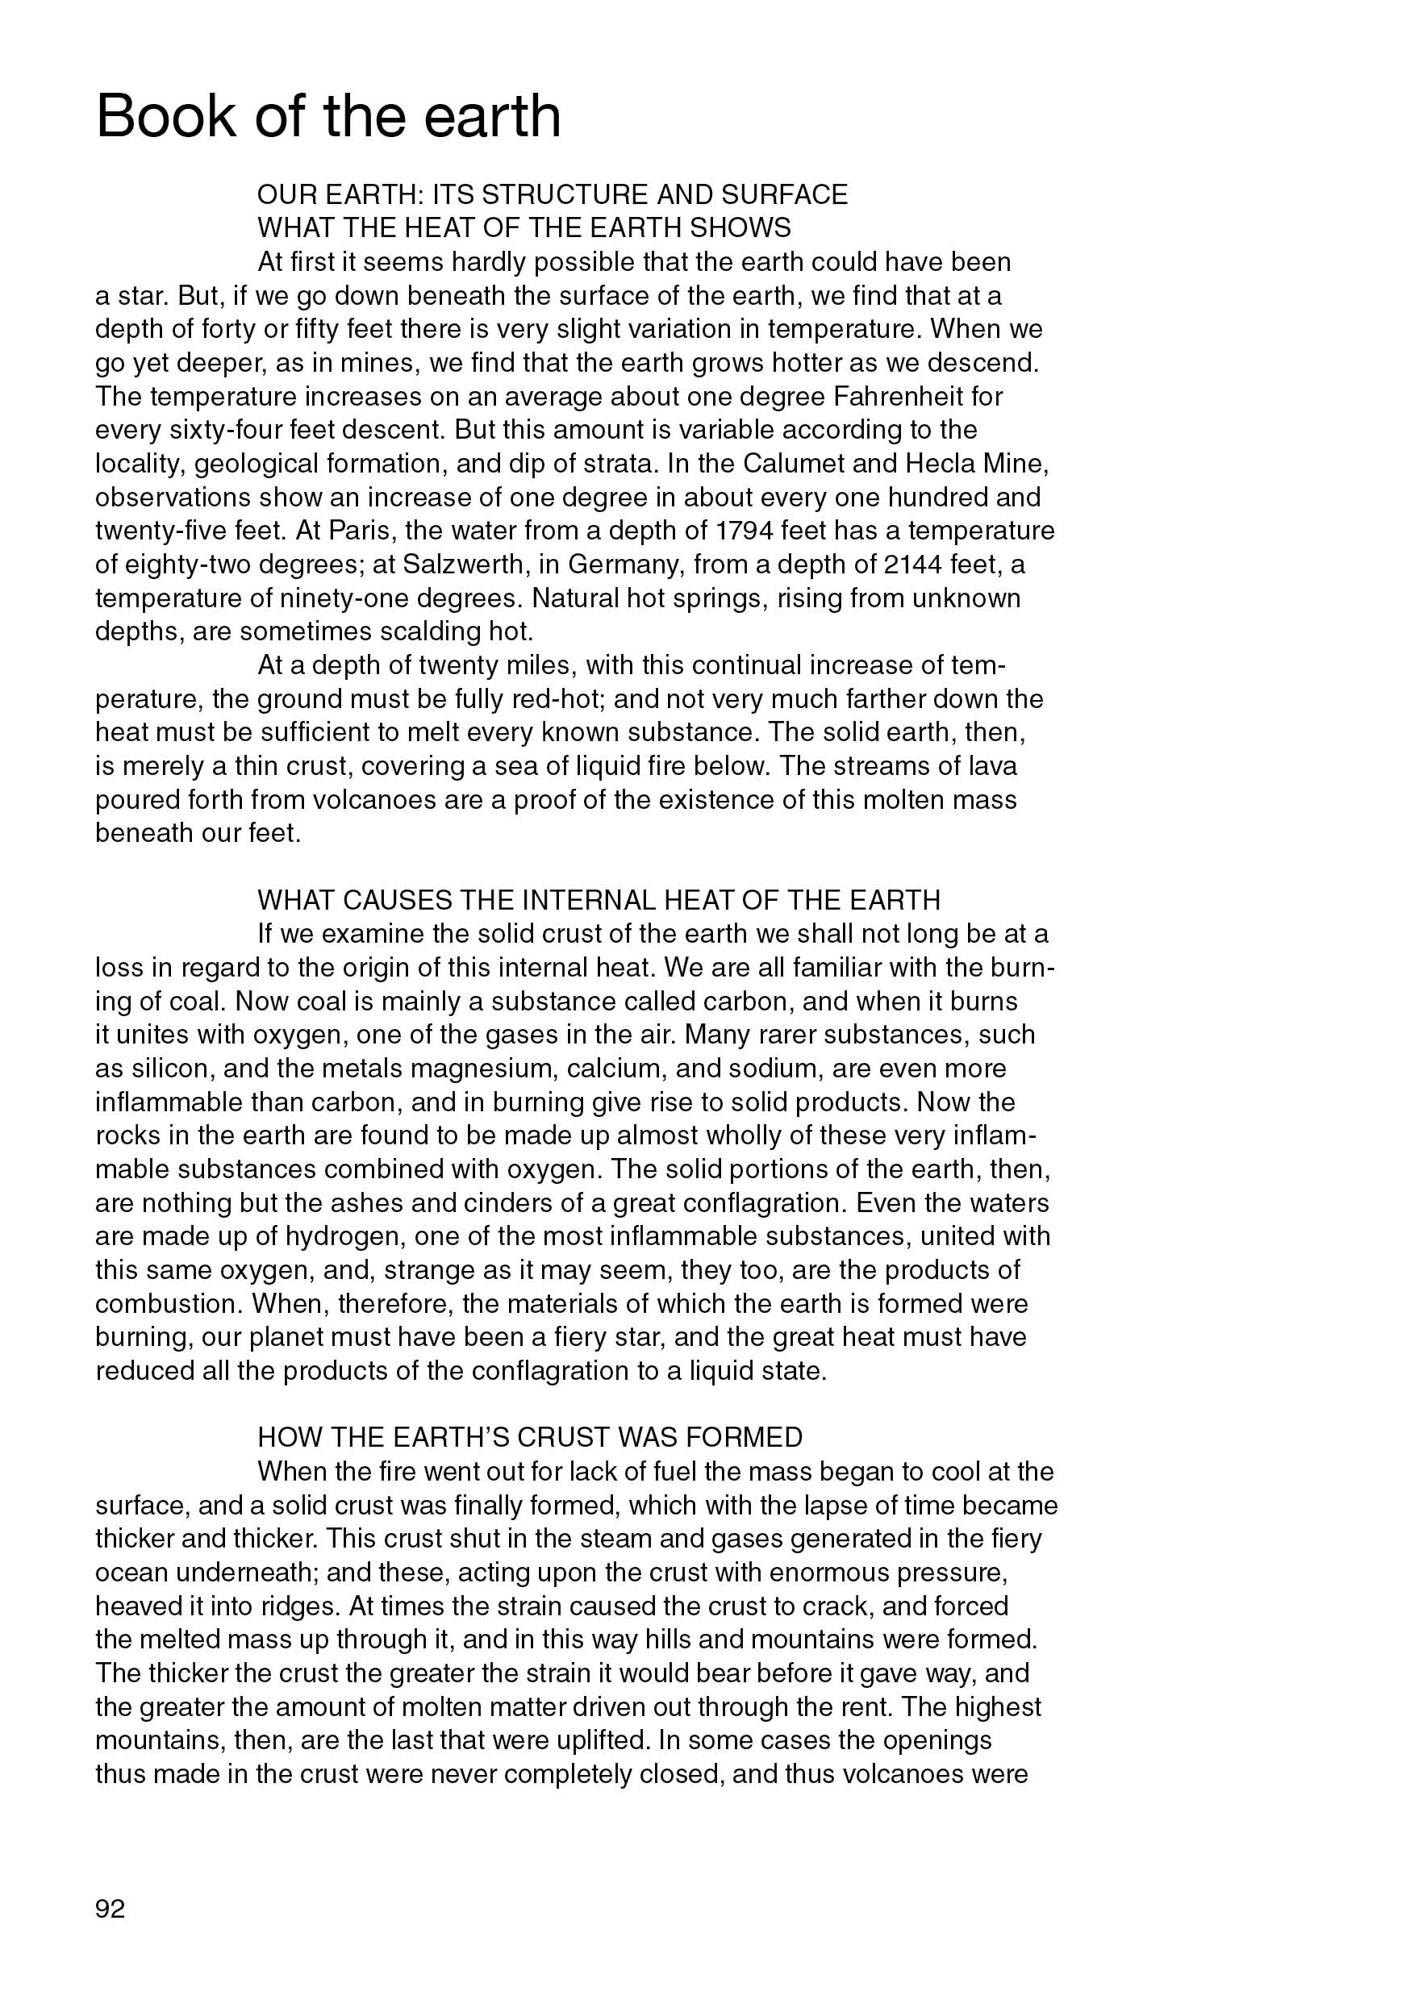 Book of the earth
OUR EARTH: ITS STRUCTURE AND SURFACE
WHAT THE HEAT OF THE EARTH SHOWS
At first it seems hardly possible that the earth could have been
a star. But, if we go down beneath the surface of the earth, we find that at a
depth of forty or fifty feet there is very slight variation in temperature. When we
go yet deeper, as in mines, we find that the earth grows hotter as we descend.
The temperature increases on an average about one degree Fahrenheit for
every sixty-four feet descent. But this amount is variable according to the
locality, geological formation, and dip of strata. In the Calumet and Hecla Mine,
observations show an increase of one degree in about every one hundred and
twenty-five feet. At Paris, the water from a depth of 1794 feet has a temperature
of eighty-two degrees; at Salzwerth, in Germany, from a depth of 2144 feet, a
temperature of ninety-one degrees. Natural hot springs, rising from unknown
depths, are sometimes scalding hot.
At a depth of twenty miles, with this continual increase of tem-
perature, the ground must be fully red-hot; and not very much farther down the
heat must be sufficient to melt every known substance. The solid earth, then,
is merely a thin crust, covering a sea of liquid fire below. The streams of lava
poured forth from volcanoes are a proof of the existence of this molten mass
beneath our feet.
WHAT CAUSES THE INTERNAL HEAT OF THE EARTH
If we examine the solid crust of the earth we shall not long be at a
loss in regard to the origin of this internal heat. We are all familiar with the burn-
ing of coal. Now coal is mainly a substance called carbon, and when it burns
it unites with oxygen, one of the gases in the air. Many rarer substances, such
as silicon, and the metals magnesium, calcium, and sodium, are even more
inflammable than carbon, and in burning give rise to solid products. Now the
rocks in the earth are found to be made up almost wholly of these very inflam-
mable substances combined with oxygen. The solid portions of the earth, then,
are nothing but the ashes and cinders of a great conflagration. Even the waters
are made up of hydrogen, one of the most inflammable substances, united with
this same oxygen, and, strange as it may seem, they too, are the products of
combustion. When, therefore, the materials of which the earth is formed were
burning, our planet must have been a fiery star, and the great heat must have
reduced all the products of the conflagration to a liquid state.
HOW THE EARTH’S CRUST WAS FORMED
When the fire went out for lack of fuel the mass began to cool at the
surface, and a solid crust was finally formed, which with the lapse of time became
thicker and thicker. This crust shut in the steam and gases generated in the fiery
ocean underneath; and these, acting upon the crust with enormous pressure,
heaved it into ridges. At times the strain caused the crust to crack, and forced
the melted mass up through it, and in this way hills and mountains were formed.
The thicker the crust the greater the strain it would bear before it gave way, and
the greater the amount of molten matter driven out through the rent. The highest
mountains, then, are the last that were uplifted. In some cases the openings
thus made in the crust were never completely closed, and thus volcanoes were
92